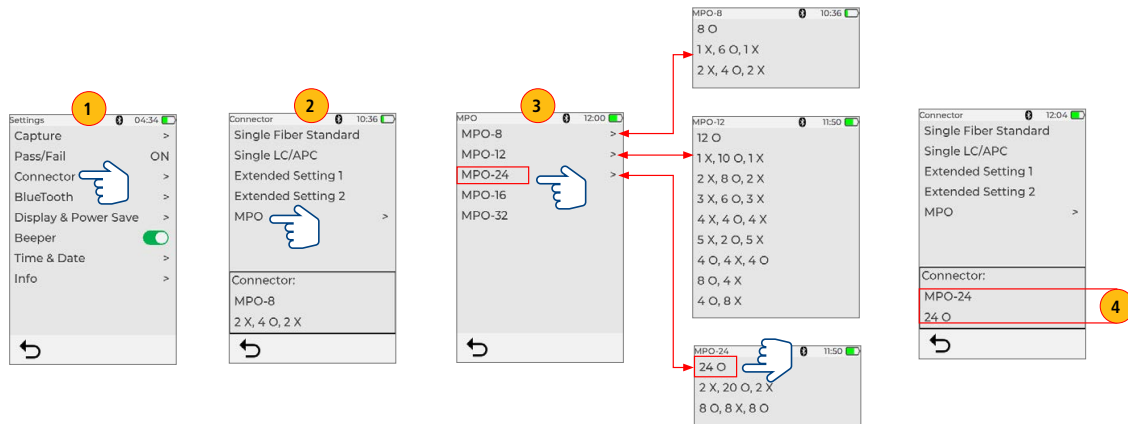 1
Settings 04:34
Capture >
Pass/Fail ON
Connector >
BlueTooth >
Display & Power Save >
Beeper
Time & Date >
Info >
2
Connector 10:36
Single Fiber Standard
Single LC/APC
Extended Setting 1
Extended Setting 2
MPO >
Connector:
MPO-8
2 X, 4 O, 2 X
3
MPO 12:00
MPO-8 >
MPO-12 >
MPO-24 >
MPO-16
MPO-32
MPO-8 10:36
8 O
1 X, 6 O, 1 X
2 X, 4 O, 2 X
MPO-12 11:50
12 O
1 X, 10 O, 1 X
2 X, 8 O, 2 X
3 X, 6 O, 3 X
4 X, 4 O, 4 X
5 X, 2 O, 5 X
4 O, 4 X, 4 O
8 O, 4 X
4 O, 8 X
MPO-24 11:50
24 O
2 X, 20 O, 2 X
8 O, 8 X, 8 O
Connector 12:04
Single Fiber Standard
Single LC/APC
Extended Setting 1
Extended Setting 2
MPO >
Connector:
MPO-24
24 O
4